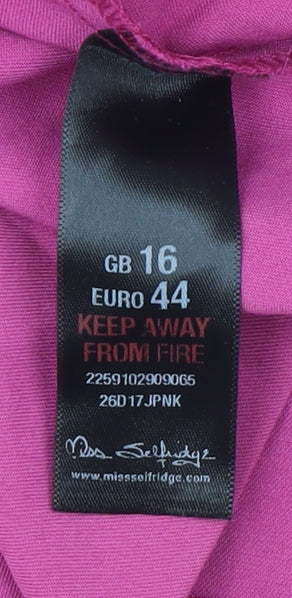 GB 16
EURO 44
KEEP AWAY
FROM FIRE
2259102909065
26D17JPNK
Miss Selfridge
www.missselfridge.com